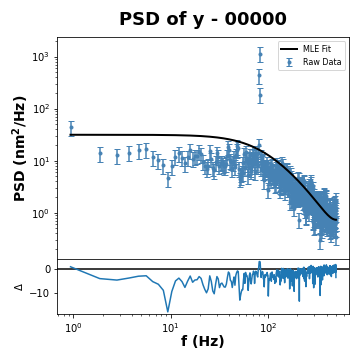 PSD of y - 00000
MLE Fit
Raw Data
PSD (nm²/Hz)
10³
10²
10¹
10⁰
Δ
0
−10
10⁰
10¹
10²
f (Hz)